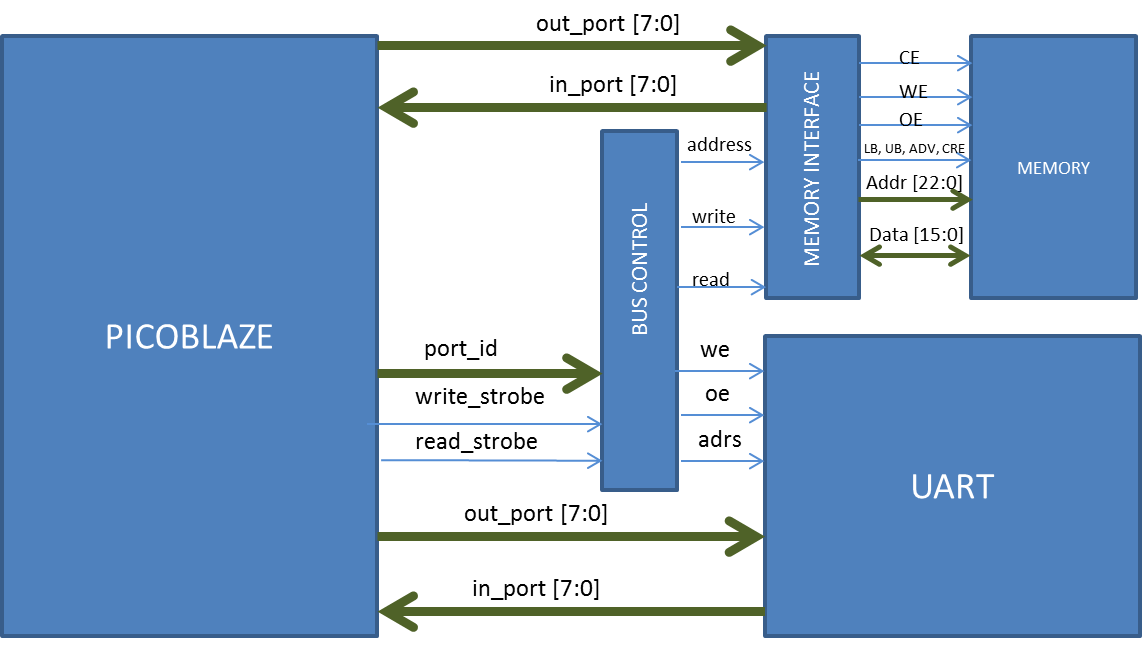 out_port [7:0]
in_port [7:0]
PICOBLAZE
port_id
write_strobe
read_strobe
out_port [7:0]
in_port [7:0]
BUS CONTROL
address
write
read
we
oe
adrs
MEMORY INTERFACE
CE
WE
OE
LB, UB, ADV, CRE
Addr [22:0]
Data [15:0]
MEMORY
UART